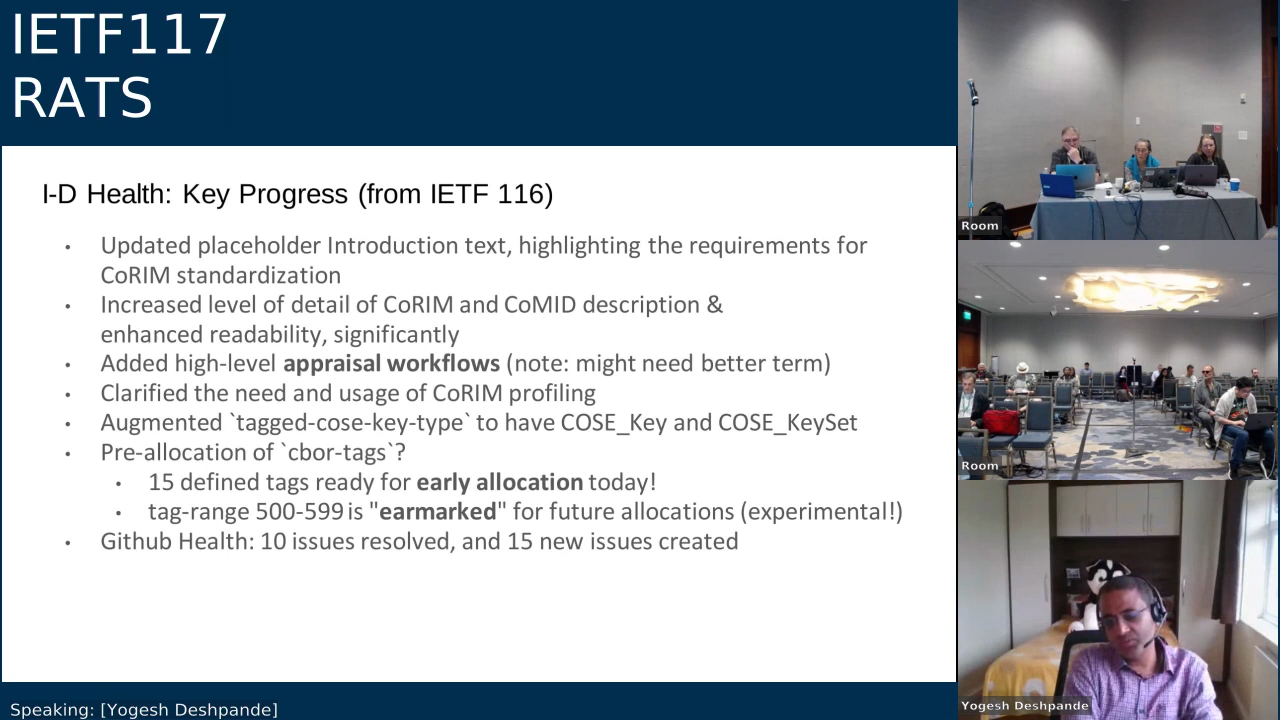 IETF117
RATS
I-D Health: Key Progress (from IETF 116)
• Updated placeholder Introduction text, highlighting the requirements for
CoRIM standardization
• Increased level of detail of CoRIM and CoMID description &
enhanced readability, significantly
• Added high-level appraisal workflows (note: might need better term)
• Clarified the need and usage of CoRIM profiling
• Augmented `tagged-cose-key-type` to have COSE_Key and COSE_KeySet
• Pre-allocation of `cbor-tags`?
• 15 defined tags ready for early allocation today!
• tag-range 500-599 is "earmarked" for future allocations (experimental!)
• Github Health: 10 issues resolved, and 15 new issues created
Speaking: [Yogesh Deshpande]
Room
Room
Yogesh Deshpande